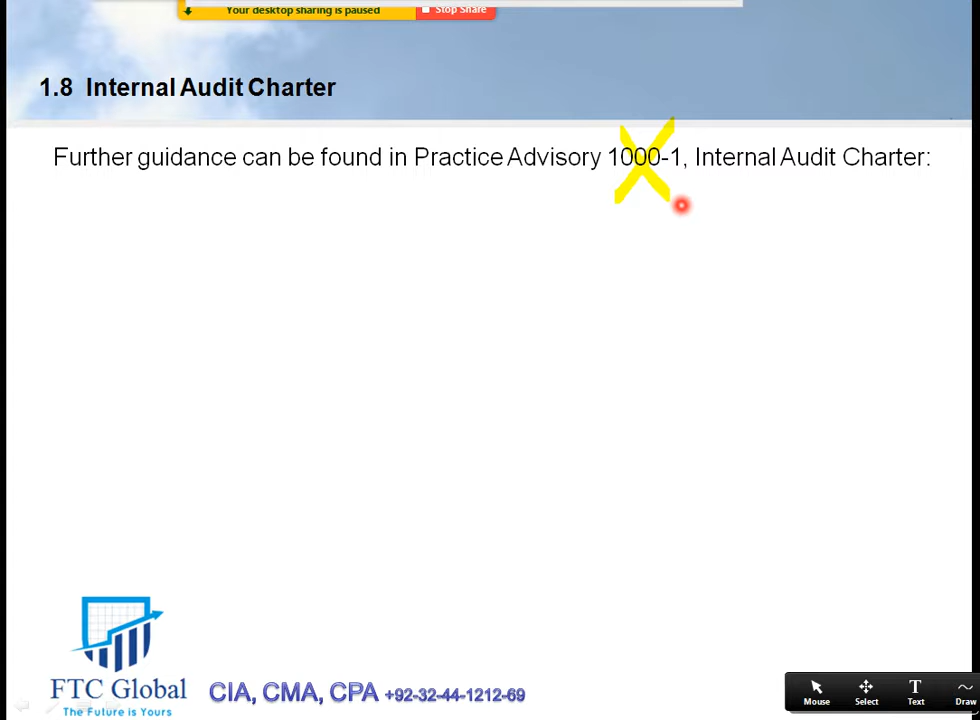 Your desktop sharing is paused
Stop Share
1.8 Internal Audit Charter
Further guidance can be found in Practice Advisory 1000-1, Internal Audit Charter:
FTC Global
The Future is Yours
CIA, CMA, CPA +92-32-44-1212-69
Mouse
Select
T
Text
Draw